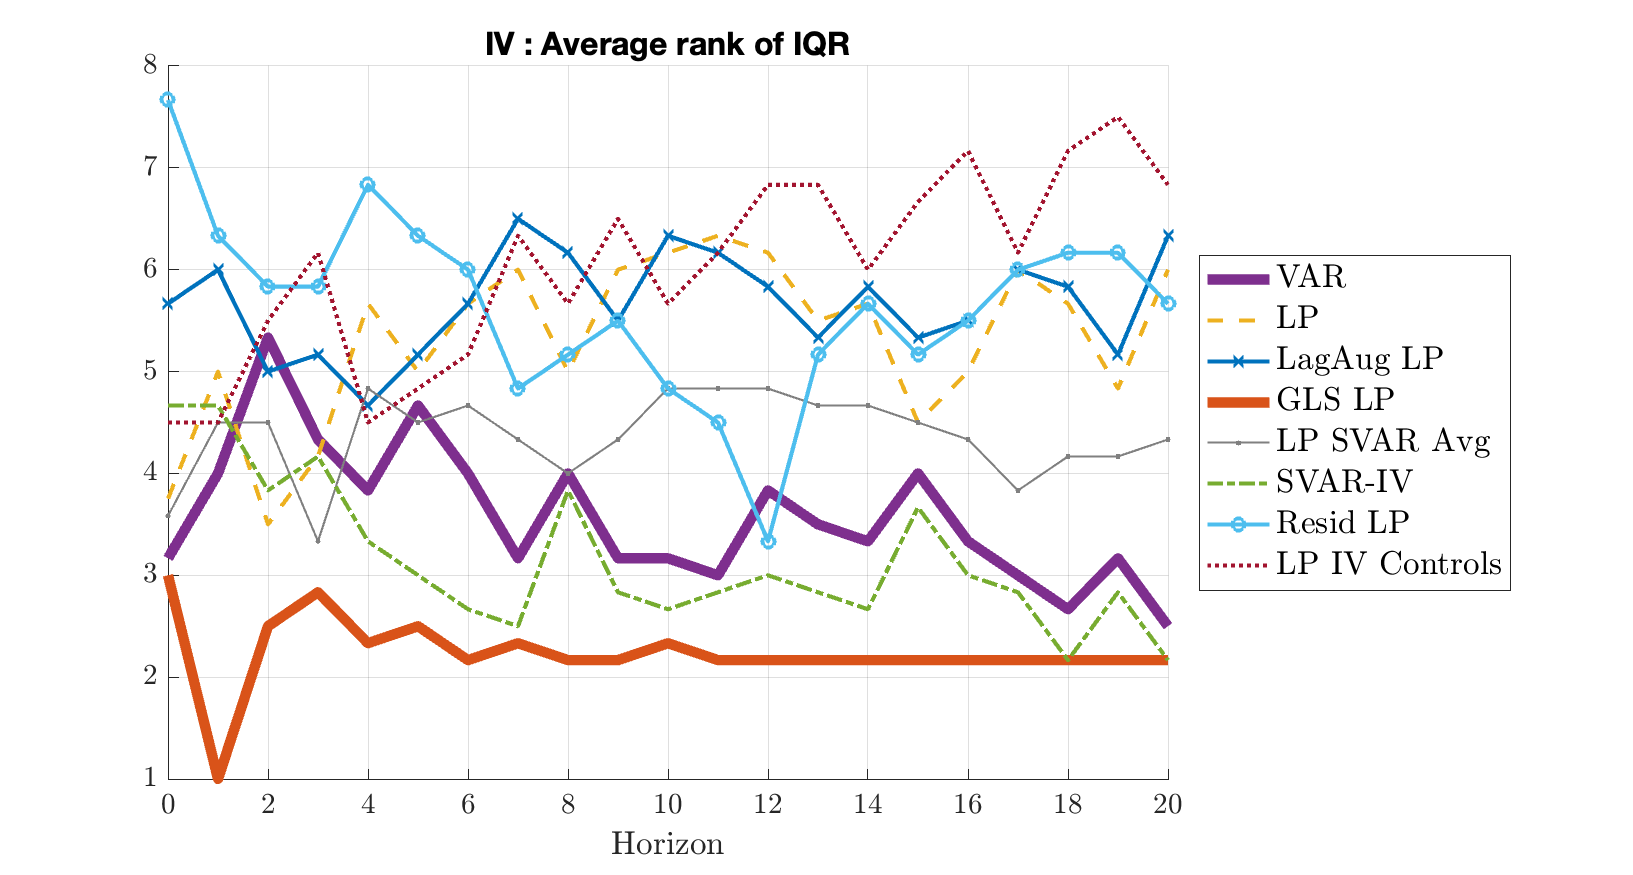 IV : Average rank of IQR
8
7
6
5
4
3
2
1
0 2 4 6 8 10 12 14 16 18 20
Horizon
VAR
LP
LagAug LP
GLS LP
LP SVAR Avg
SVAR-IV
Resid LP
LP IV Controls